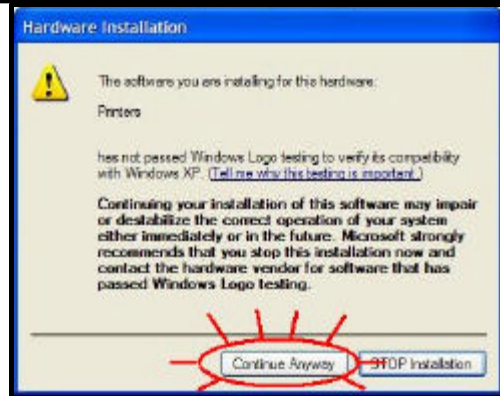 Hardware Installation
The software you are installing for this hardware:
Printers
has not passed Windows Logo testing to verify its compatibility
with Windows XP. (Tell me why this testing is important.)
Continuing your installation of this software may impair
or destabilize the correct operation of your system
either immediately or in the future. Microsoft strongly
recommends that you stop this installation now and
contact the hardware vendor for software that has
passed Windows Logo testing.
Continue Anyway
STOP Installation